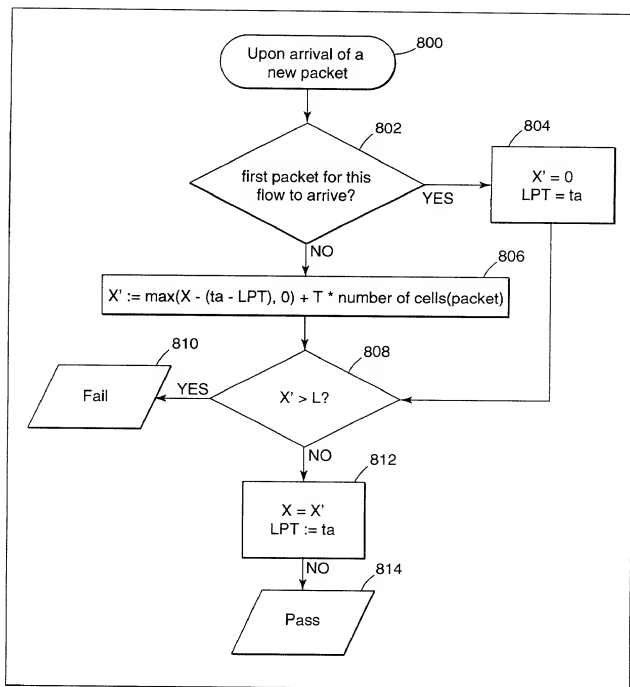 Upon arrival of a
new packet
800
802
first packet for this
flow to arrive?
YES
804
X' = 0
LPT = ta
NO
806
X' := max(X - (ta - LPT), 0) + T * number of cells(packet)
810
Fail
YES
808
X' > L?
NO
812
X = X'
LPT := ta
NO
814
Pass